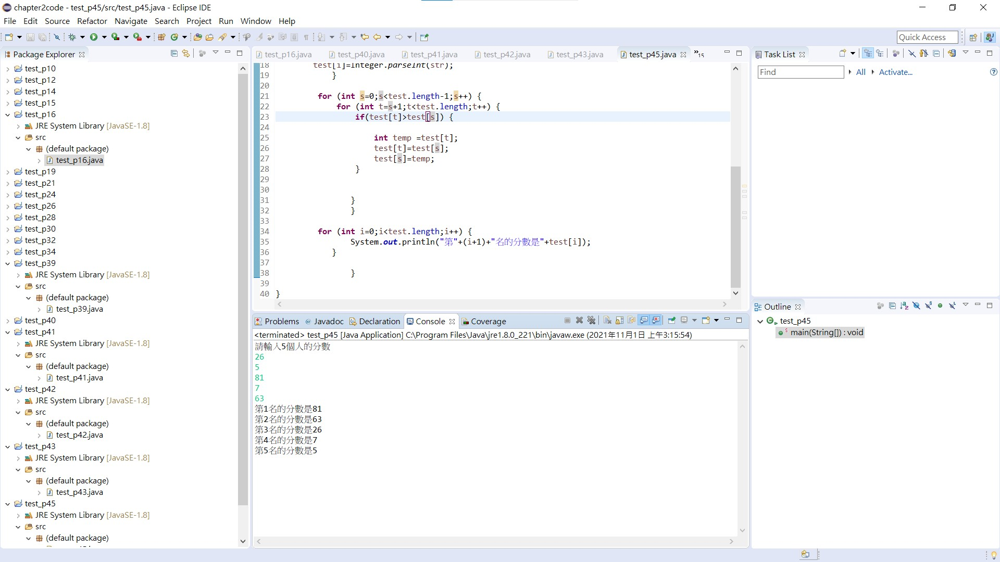 chapter2code - test_p45/src/test_p45.java - Eclipse IDE
File Edit Source Refactor Navigate Search Project Run Window Help
Quick Access
Package Explorer
test_p10
test_p12
test_p14
test_p15
test_p16
JRE System Library [JavaSE-1.8]
src
(default package)
test_p16.java
test_p19
test_p21
test_p24
test_p26
test_p28
test_p30
test_p32
test_p34
test_p39
JRE System Library [JavaSE-1.8]
src
(default package)
test_p39.java
test_p40
test_p41
JRE System Library [JavaSE-1.8]
src
(default package)
test_p41.java
test_p42
JRE System Library [JavaSE-1.8]
src
(default package)
test_p42.java
test_p43
JRE System Library [JavaSE-1.8]
src
(default package)
test_p43.java
test_p45
JRE System Library [JavaSE-1.8]
src
(default package)
test_p16.java test_p40.java test_p41.java test_p42.java test_p43.java test_p45.java »15
18 test[i]=Integer.parseInt(str);
19 }
20
21 for (int s=0;s<test.length-1;s++) {
22 for (int t=s+1;t<test.length;t++) {
23 if(test[t]>test[s]) {
24
25 int temp =test[t];
26 test[t]=test[s];
27 test[s]=temp;
28 }
29
30
31 }
32 }
33
34 for (int i=0;i<test.length;i++) {
35 System.out.println("第"+(i+1)+"名的分數是"+test[i]);
36 }
37
38 }
39
40 }
Problems @ Javadoc Declaration Console Coverage
<terminated> test_p45 [Java Application] C:\Program Files\Java\jre1.8.0_221\bin\javaw.exe (2021年11月1日 上午3:15:54)
請輸入5個人的分數
26
5
81
7
63
第1名的分數是81
第2名的分數是63
第3名的分數是26
第4名的分數是7
第5名的分數是5
Task List
Find All Activate...
Outline
test_p45
main(String[]) : void